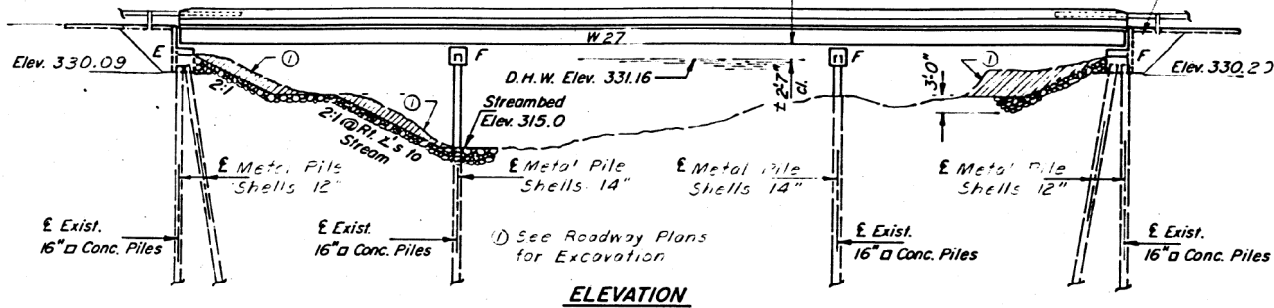 W 27
E
F
F
F
①
①
①
Elev. 330.09
D.H.W. Elev. 331.16
Elev. 330.20
± 2'-7"
cl.
3'-0"
2:1
2:1 @ Rt. ∠'s to
Stream
Streambed
Elev. 315.0
℄ Metal Pile
Shells 12"
℄ Metal Pile
Shells 14"
℄ Metal Pile
Shells 14"
℄ Metal Pile
Shells 12"
℄ Exist.
16" □ Conc. Piles
℄ Exist.
16" □ Conc. Piles
① See Roadway Plans
for Excavation
℄ Exist.
16" □ Conc. Piles
℄ Exist.
16" □ Conc. Piles
ELEVATION